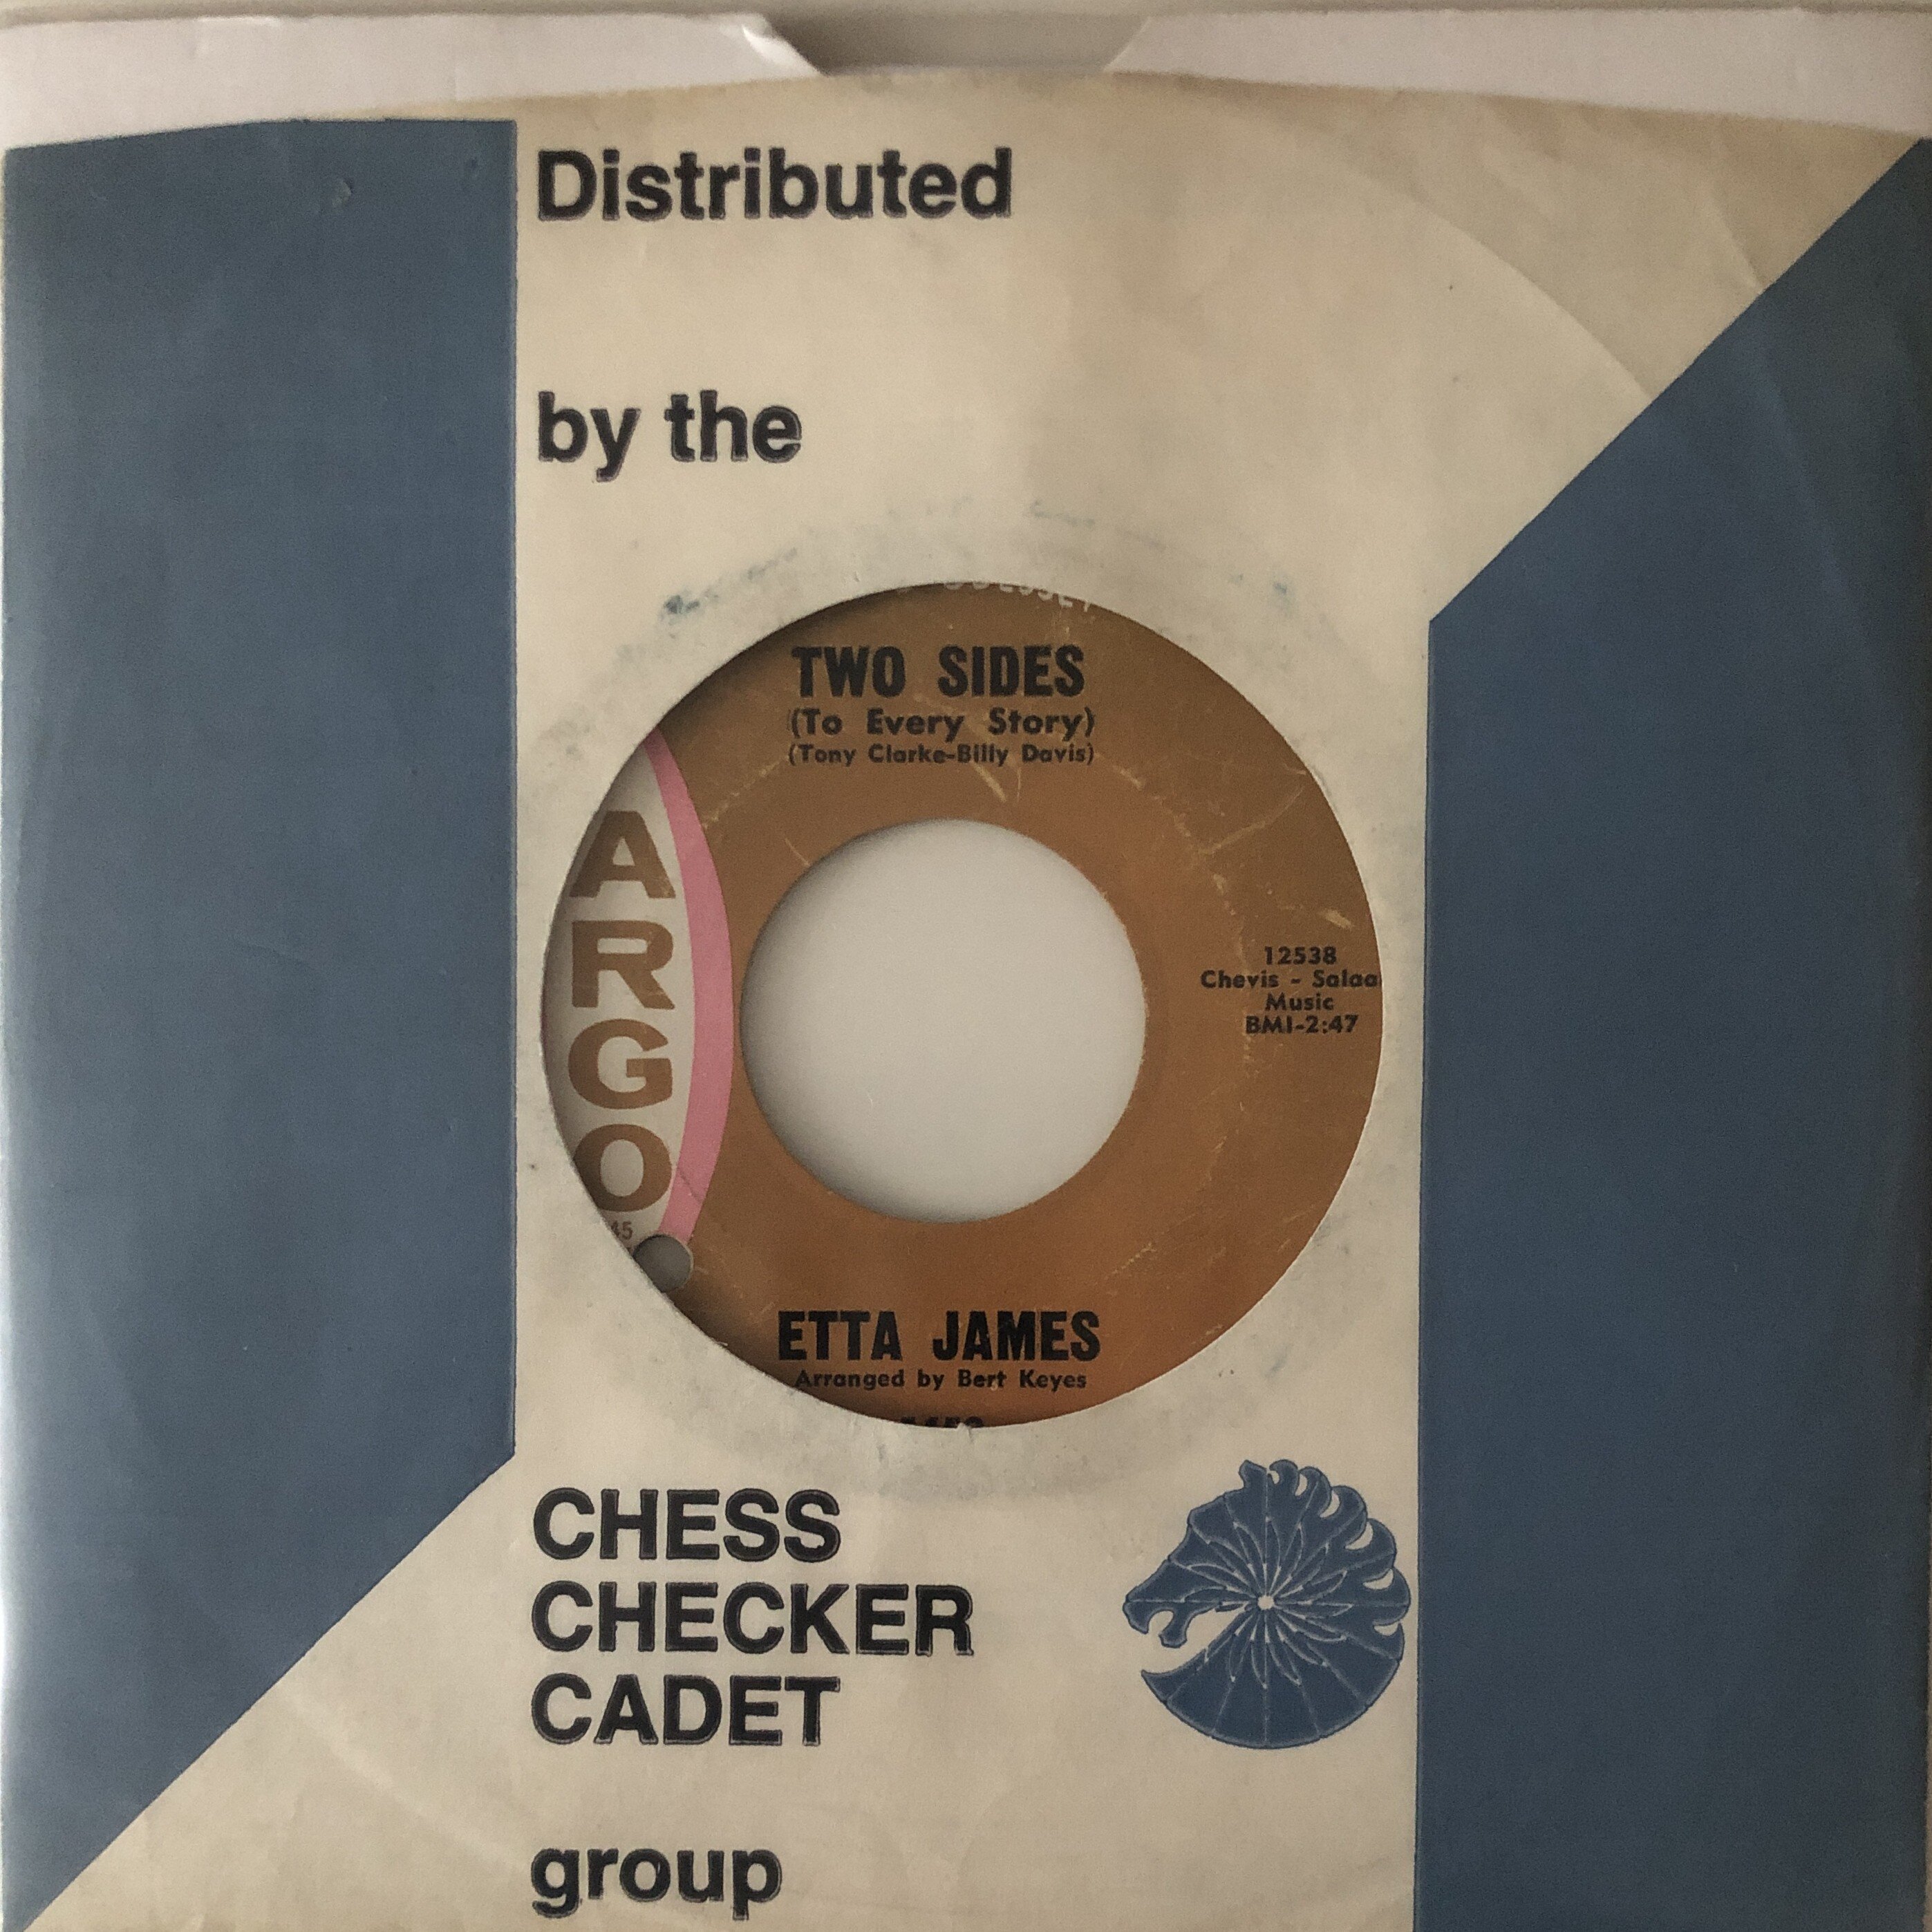 Distributed
by the
TWO SIDES
(To Every Story)
(Tony Clarke-Billy Davis)
ARGO
45
12538
Chevis - Salaa
Music
BMI-2:47
ETTA JAMES
Arranged by Bert Keyes
CHESS
CHECKER
CADET
group